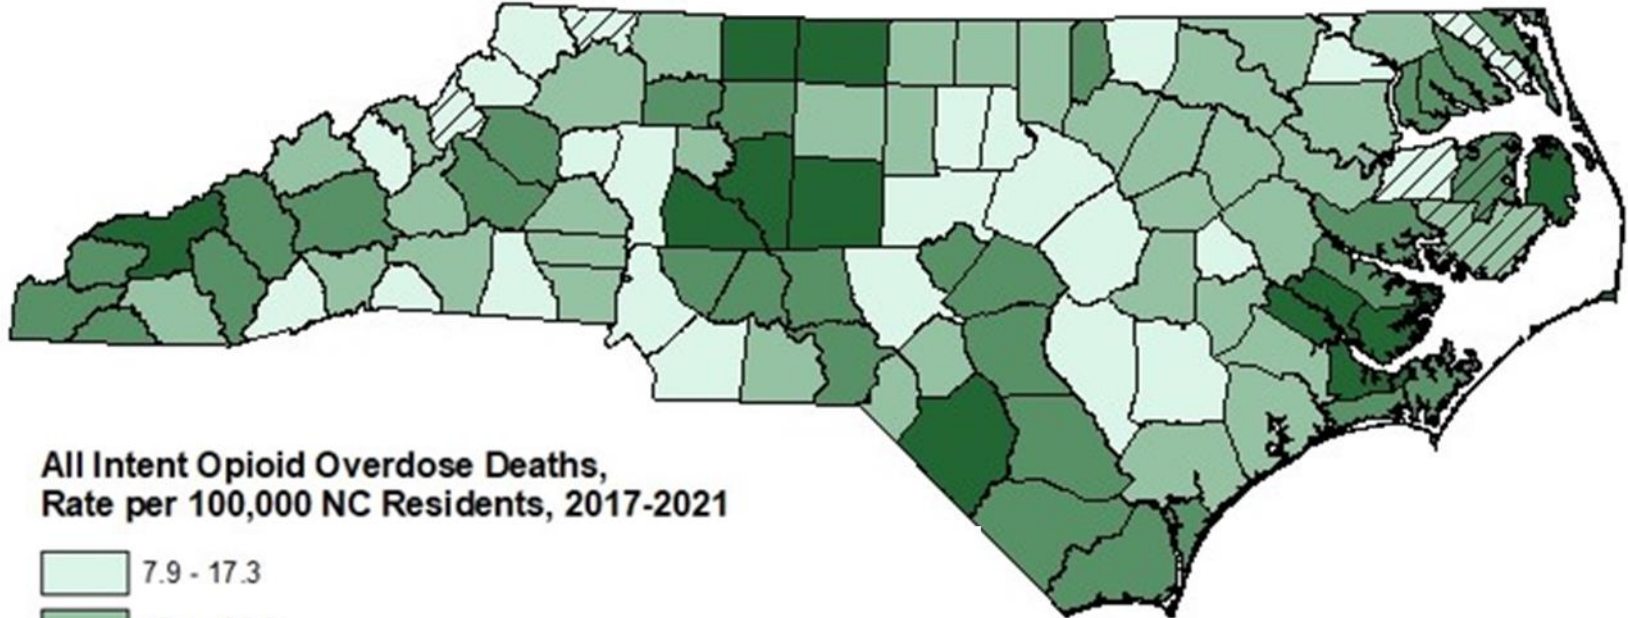 All Intent Opioid Overdose Deaths,
Rate per 100,000 NC Residents, 2017-2021
7.9 - 17.3